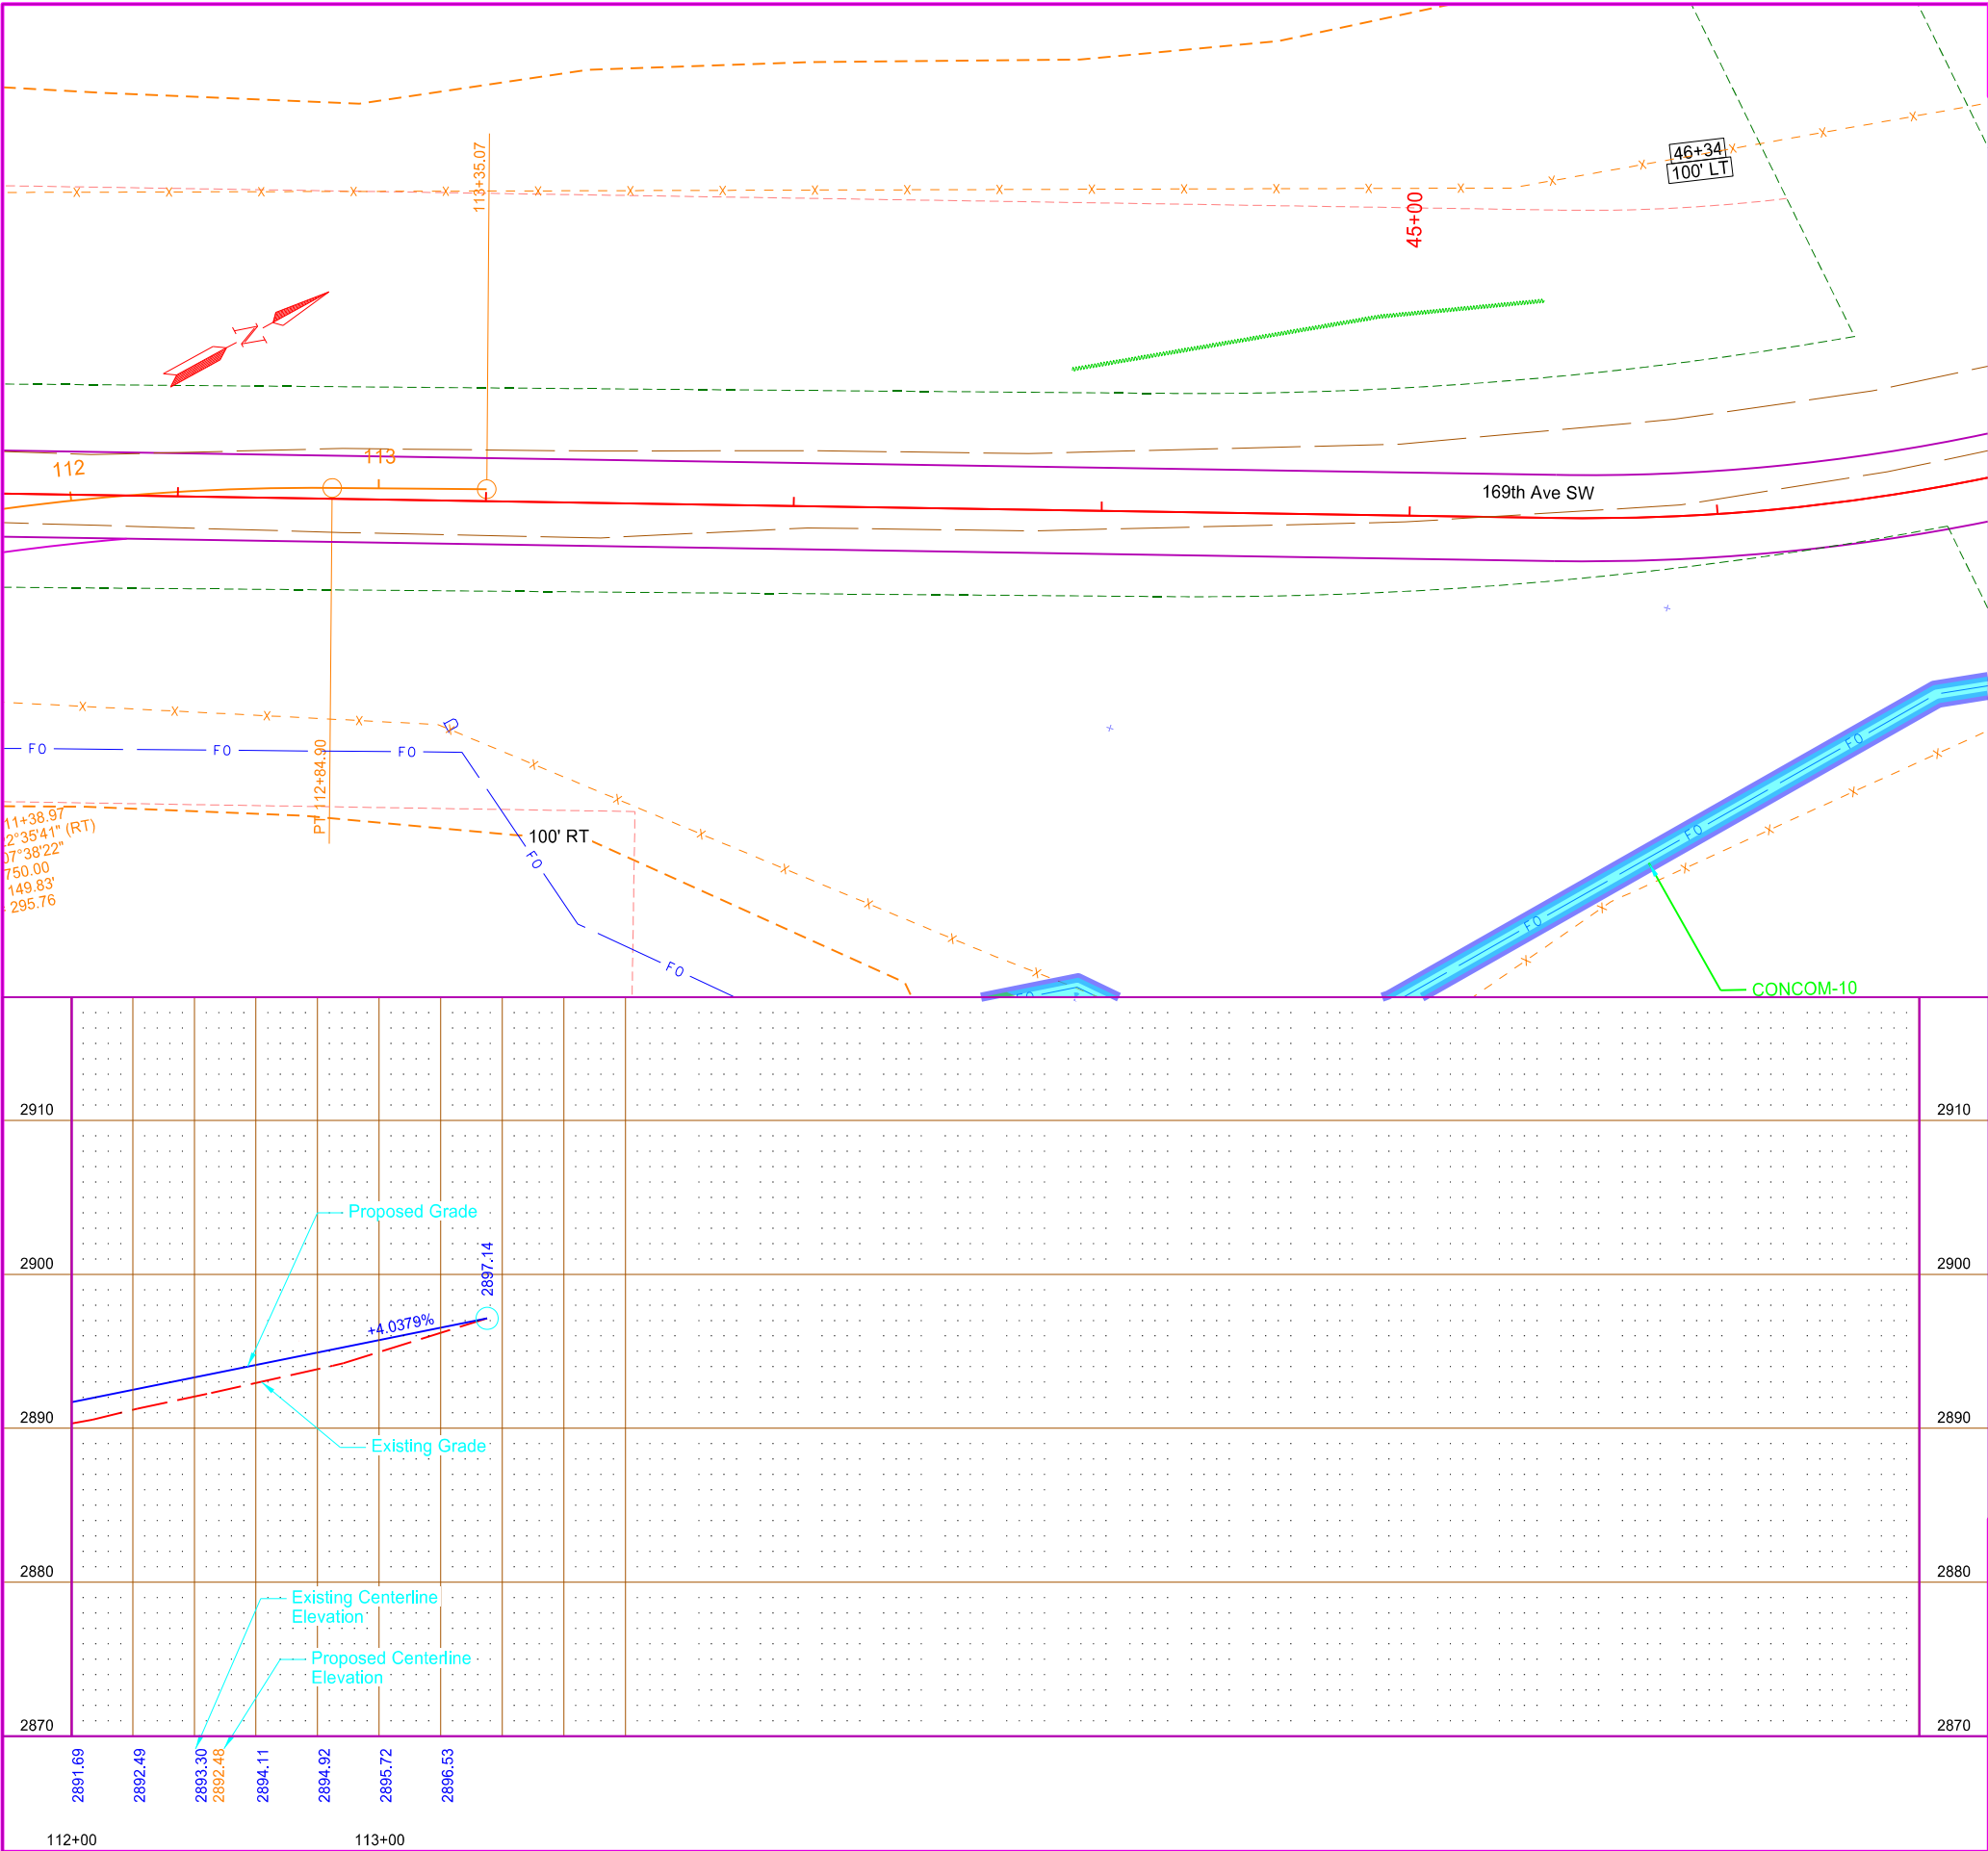 113+35.07
46+34
100' LT
45+00
N
112
113
169th Ave SW
FO
FO
FO
PT 112+84.90
100' RT
FO
FO
11+38.97
2°35'41" (RT)
07°38'22"
750.00
149.83'
295.76
FO
FO
FO
FO
CONCOM-10
2910
2910
Proposed Grade
2900
2900
2897.14
+4.0379%
2890
2890
Existing Grade
2880
2880
Existing Centerline
Elevation
Proposed Centerline
Elevation
2870
2870
2891.69
2892.49
2893.30
2892.48
2894.11
2894.92
2895.72
2896.53
112+00
113+00